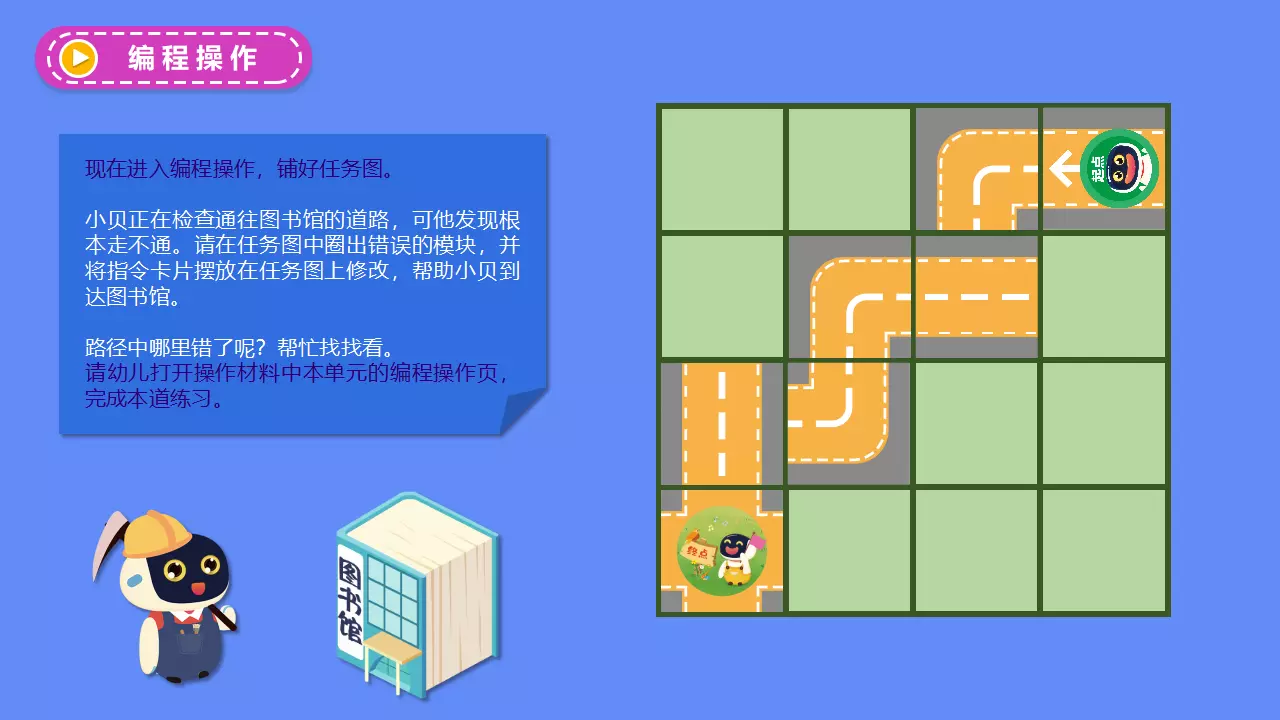 编程操作
现在进入编程操作，铺好任务图。
小贝正在检查通往图书馆的道路，可他发现根
本走不通。请在任务图中圈出错误的模块，并
将指令卡片摆放在任务图上修改，帮助小贝到
达图书馆。
路径中哪里错了呢？帮忙找找看。
请幼儿打开操作材料中本单元的编程操作页，
完成本道练习。
起点
终点
图书馆